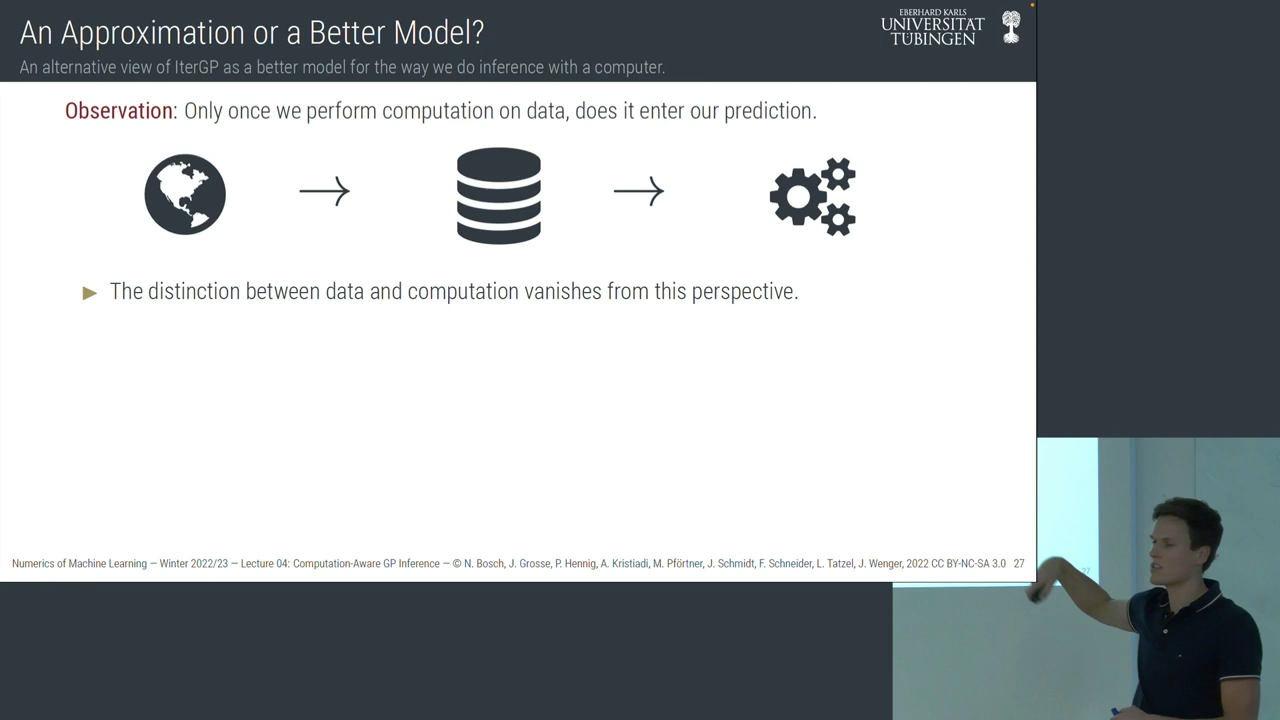 An Approximation or a Better Model?
An alternative view of IterGP as a better model for the way we do inference with a computer.
EBERHARD KARLS
UNIVERSITÄT
TÜBINGEN
Observation: Only once we perform computation on data, does it enter our prediction.
The distinction between data and computation vanishes from this perspective.
Numerics of Machine Learning — Winter 2022/23 — Lecture 04: Computation-Aware GP Inference — © N. Bosch, J. Grosse, P. Hennig, A. Kristiadi, M. Pförtner, J. Schmidt, F. Schneider, L. Tatzel, J. Wenger, 2022 CC BY-NC-SA 3.0 27
27